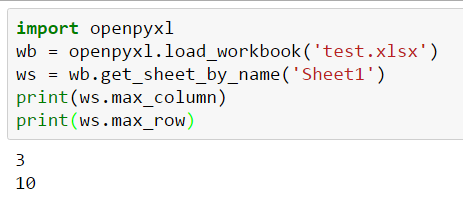 import openpyxl
wb = openpyxl.load_workbook('test.xlsx')
ws = wb.get_sheet_by_name('Sheet1')
print(ws.max_column)
print(ws.max_row)
3
10